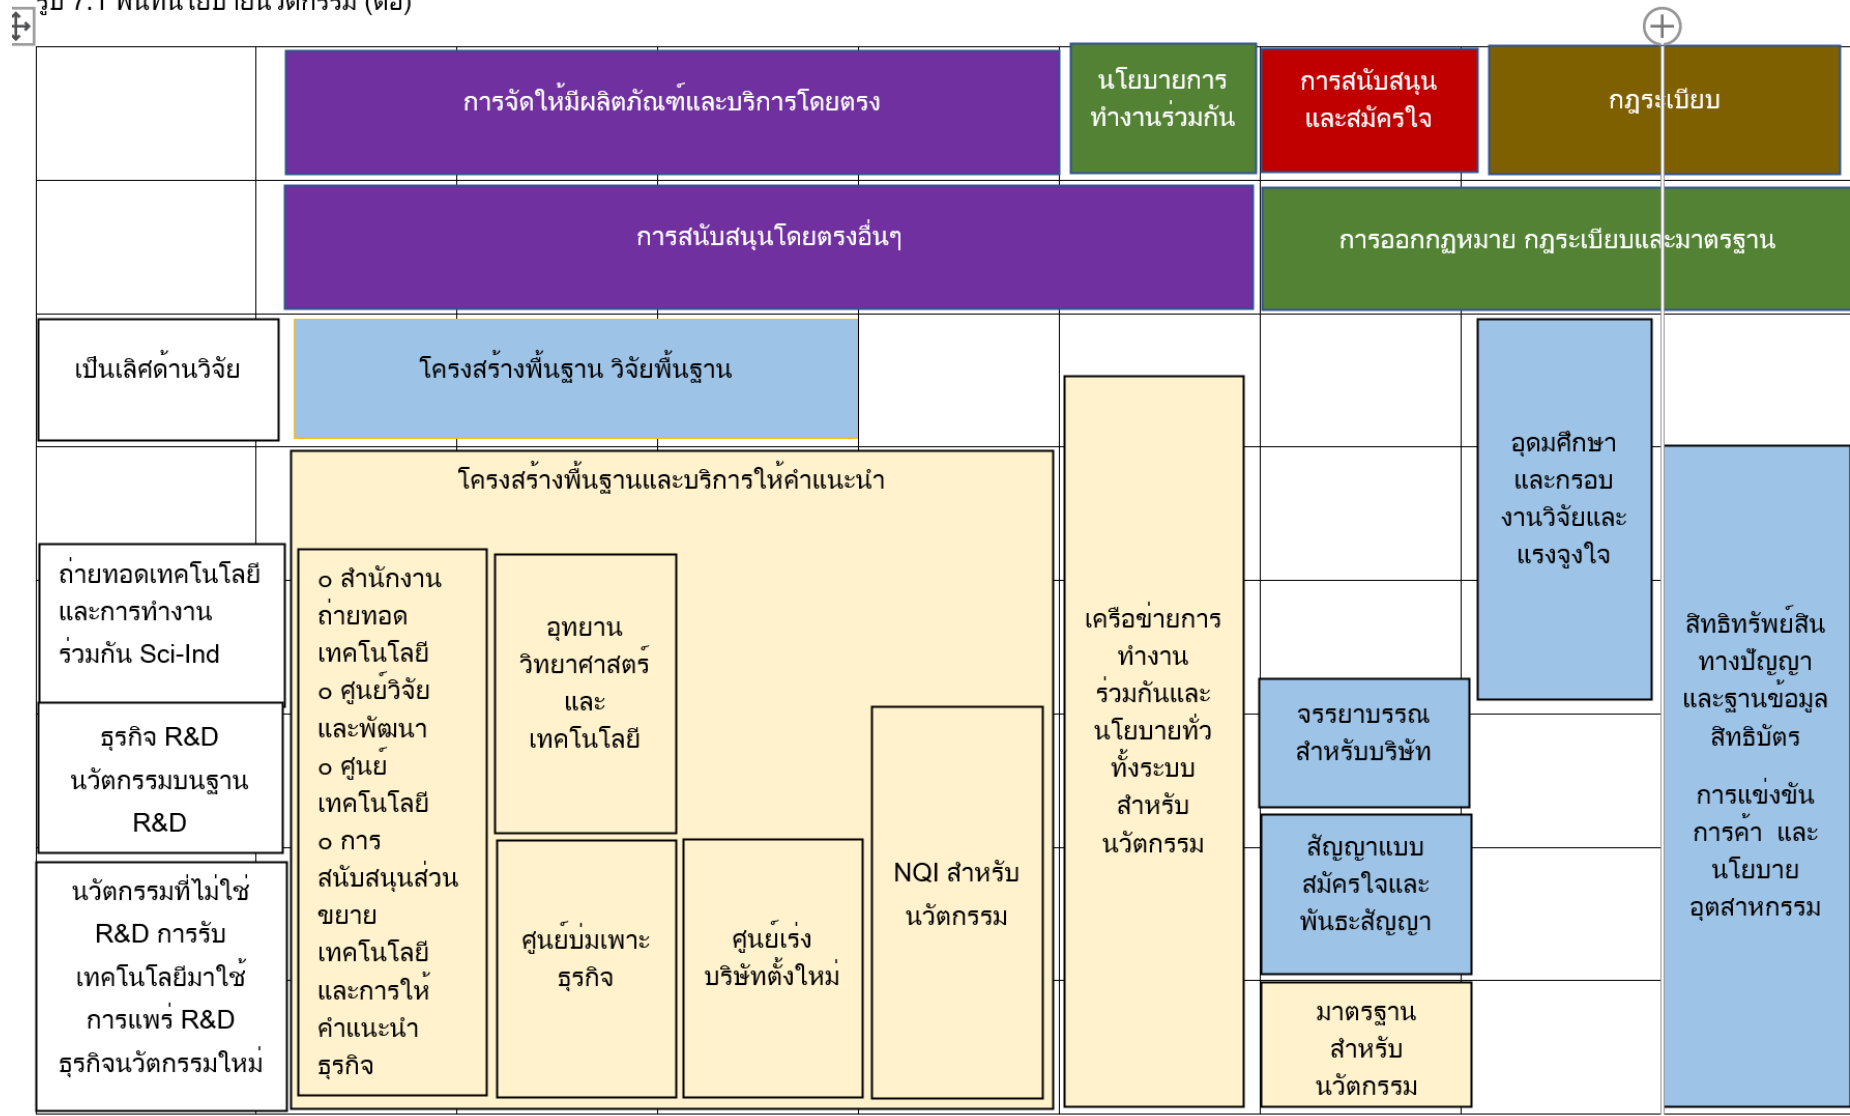 รูป 7.1 พื้นที่นโยบายนวัตกรรม (ต่อ)
การจัดให้มีผลิตภัณฑ์และบริการโดยตรง
นโยบายการ
ทำงานร่วมกัน
การสนับสนุน
และสมัครใจ
กฎระเบียบ
การสนับสนุนโดยตรงอื่นๆ
การออกกฏหมาย กฎระเบียบและมาตรฐาน
เป็นเลิศด้านวิจัย
โครงสร้างพื้นฐาน วิจัยพื้นฐาน
โครงสร้างพื้นฐานและบริการให้คำแนะนำ
ถ่ายทอดเทคโนโลยี
และการทำงาน
ร่วมกัน Sci-Ind
ธุรกิจ R&D
นวัตกรรมบนฐาน
R&D
นวัตกรรมที่ไม่ใช่
R&D การรับ
เทคโนโลยีมาใช้
การแพร่ R&D
ธุรกิจนวัตกรรมใหม่
o สำนักงาน
ถ่ายทอด
เทคโนโลยี
o ศูนย์วิจัย
และพัฒนา
o ศูนย์
เทคโนโลยี
o การ
สนับสนุนส่วน
ขยาย
เทคโนโลยี
และการให้
คำแนะนำ
ธุรกิจ
อุทยาน
วิทยาศาสตร์
และ
เทคโนโลยี
ศูนย์บ่มเพาะ
ธุรกิจ
ศูนย์เร่ง
บริษัทตั้งใหม่
NQI สำหรับ
นวัตกรรม
เครือข่ายการ
ทำงาน
ร่วมกันและ
นโยบายทั่ว
ทั้งระบบ
สำหรับ
นวัตกรรม
จรรยาบรรณ
สำหรับบริษัท
สัญญาแบบ
สมัครใจและ
พันธะสัญญา
มาตรฐาน
สำหรับ
นวัตกรรม
อุดมศึกษา
และกรอบ
งานวิจัยและ
แรงจูงใจ
สิทธิทรัพย์สิน
ทางปัญญา
และฐานข้อมูล
สิทธิบัตร
การแข่งขัน
การค้า และ
นโยบาย
อุตสาหกรรม